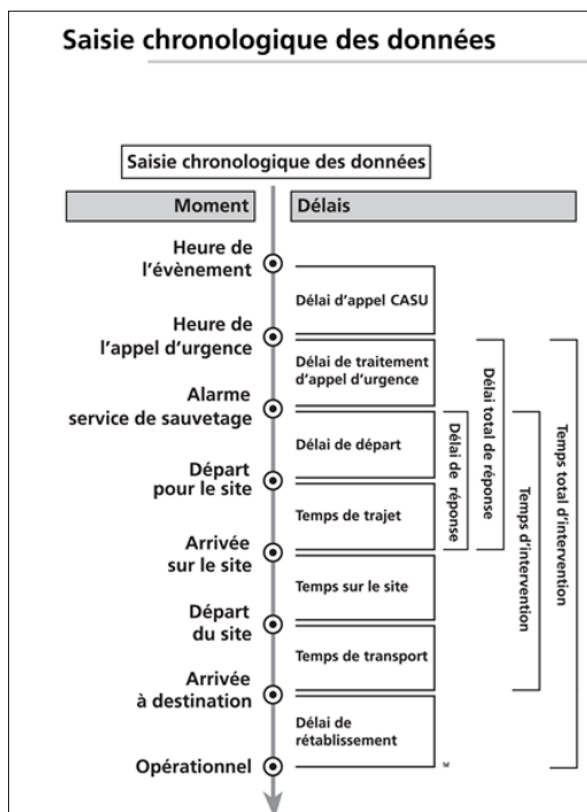 Saisie chronologique des données
Saisie chronologique des données
Moment
Délais
Heure de
l'évènement
Délai d'appel CASU
Heure de
l'appel d'urgence
Délai de traitement
d'appel d'urgence
Alarme
service de sauvetage
Délai de départ
Départ
pour le site
Temps de trajet
Arrivée
sur le site
Temps sur le site
Départ
du site
Temps de transport
Arrivée
à destination
Délai de
rétablissement
Opérationnel
Délai de
réponse
Délai total de réponse
Temps d'intervention
Temps total d'intervention